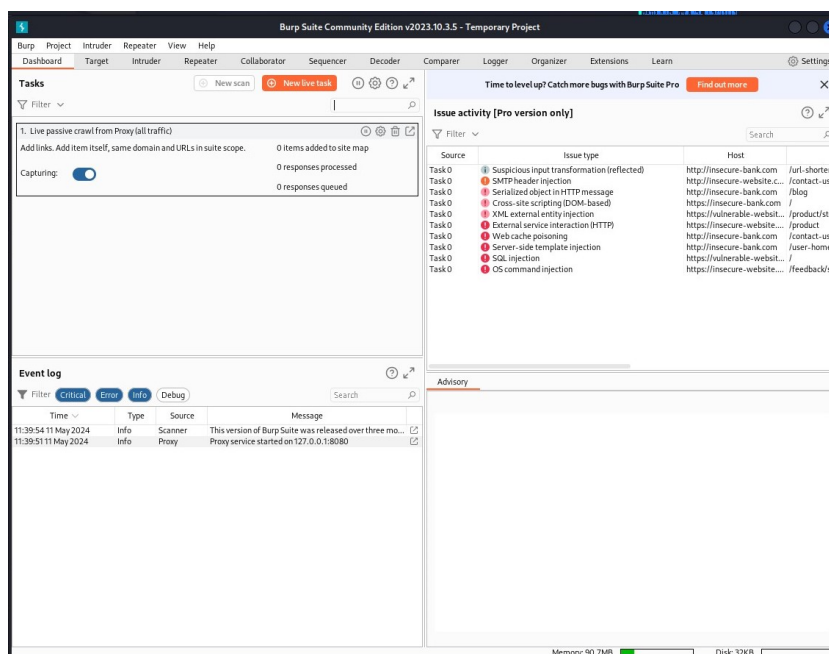 Burp Suite Community Edition v2023.10.3.5 - Temporary Project
Burp Project Intruder Repeater View Help
Dashboard Target Intruder Repeater Collaborator Sequencer Decoder Comparer Logger Organizer Extensions Learn Settings
Tasks New scan New live task
Filter
1. Live passive crawl from Proxy (all traffic)
Add links. Add item itself, same domain and URLs in suite scope. 0 items added to site map
Capturing: 0 responses processed
0 responses queued
Time to level up? Catch more bugs with Burp Suite Pro Find out more
Issue activity [Pro version only]
Filter Search
Source Issue type Host
Task 0 Suspicious input transformation (reflected) http://insecure-bank.com /url-shorte
Task 0 SMTP header injection http://insecure-website.c... /contact-us
Task 0 Serialized object in HTTP message http://insecure-bank.com /blog
Task 0 Cross-site scripting (DOM-based) https://insecure-bank.com /
Task 0 XML external entity injection https://vulnerable-websit... /product/st
Task 0 External service interaction (HTTP) https://insecure-website.... /product
Task 0 Web cache poisoning http://insecure-bank.com /contact-us
Task 0 Server-side template injection http://insecure-bank.com /user-home
Task 0 SQL injection https://vulnerable-websit... /
Task 0 OS command injection https://insecure-website.... /feedback/s
Event log
Filter Critical Error Info Debug Search
Time Type Source Message
11:39:54 11 May 2024 Info Scanner This version of Burp Suite was released over three mo...
11:39:51 11 May 2024 Info Proxy Proxy service started on 127.0.0.1:8080
Advisory
Memory: 90.7MB Disk: 32KB